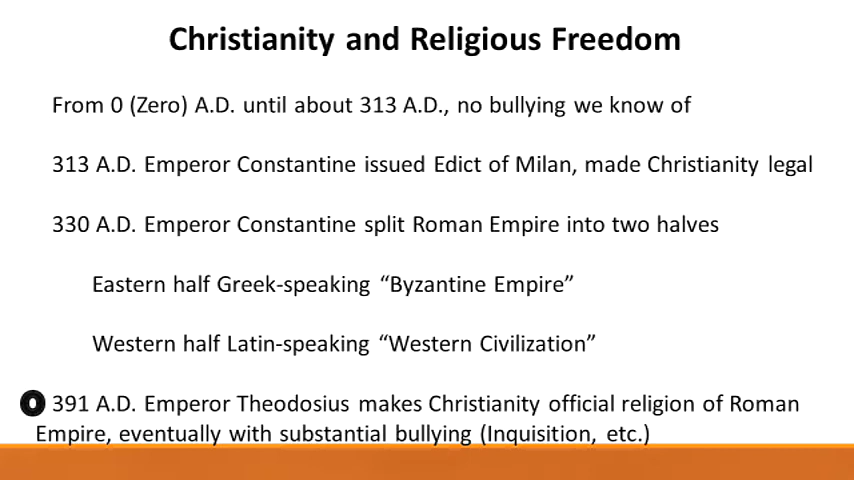 Christianity and Religious Freedom
From 0 (Zero) A.D. until about 313 A.D., no bullying we know of
313 A.D. Emperor Constantine issued Edict of Milan, made Christianity legal
330 A.D. Emperor Constantine split Roman Empire into two halves
Eastern half Greek-speaking “Byzantine Empire”
Western half Latin-speaking “Western Civilization”
391 A.D. Emperor Theodosius makes Christianity official religion of Roman
Empire, eventually with substantial bullying (Inquisition, etc.)